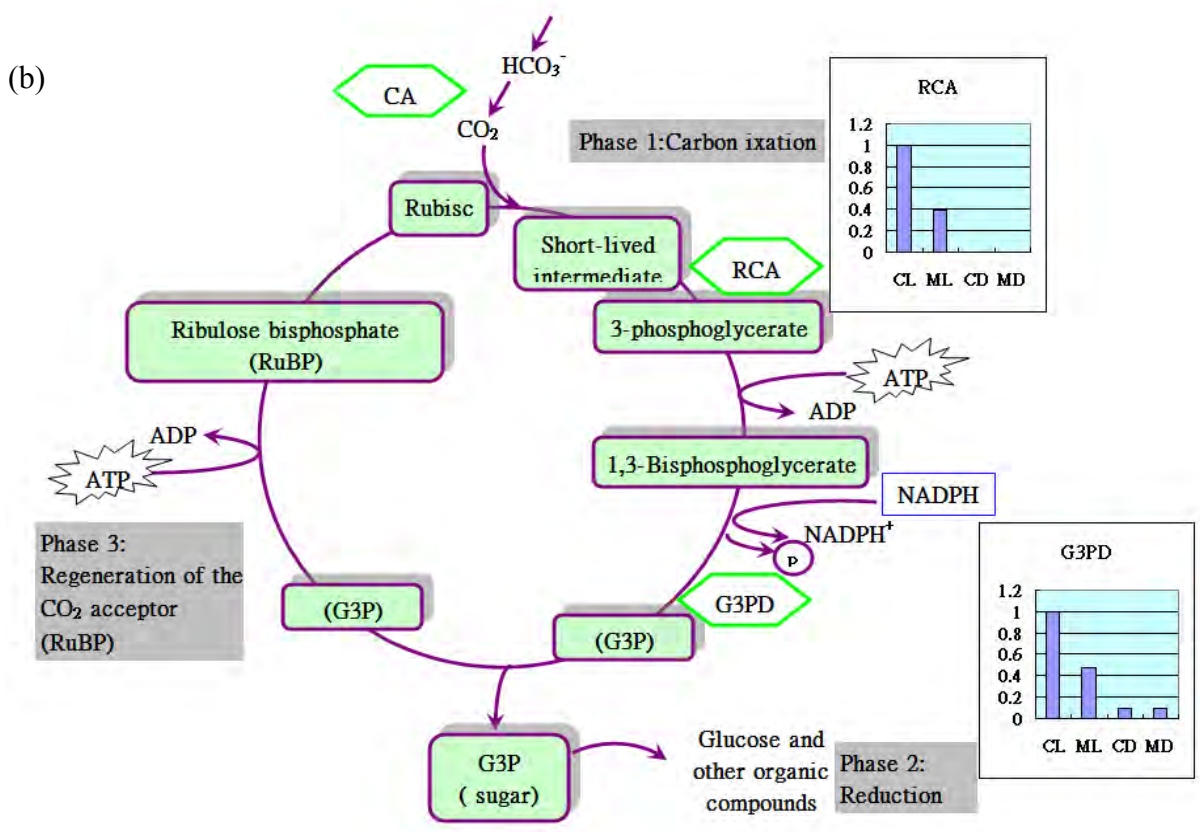 (b)
HCO₃⁻
CA
CO₂
Phase 1:Carbon ixation
Rubisc
Short-lived
intermediate
RCA
3-phosphoglycerate
Ribulose bisphosphate
(RuBP)
ATP
ADP
1,3-Bisphosphoglycerate
NADPH
NADPH⁺
P
G3PD
(G3P)
G3P
( sugar)
Glucose and
other organic
compounds
Phase 2:
Reduction
(G3P)
Phase 3:
Regeneration of the
CO₂ acceptor
(RuBP)
ADP
ATP
RCA
1.2
1
0.8
0.6
0.4
0.2
0
CL ML CD MD
G3PD
1.2
1
0.8
0.6
0.4
0.2
0
CL ML CD MD